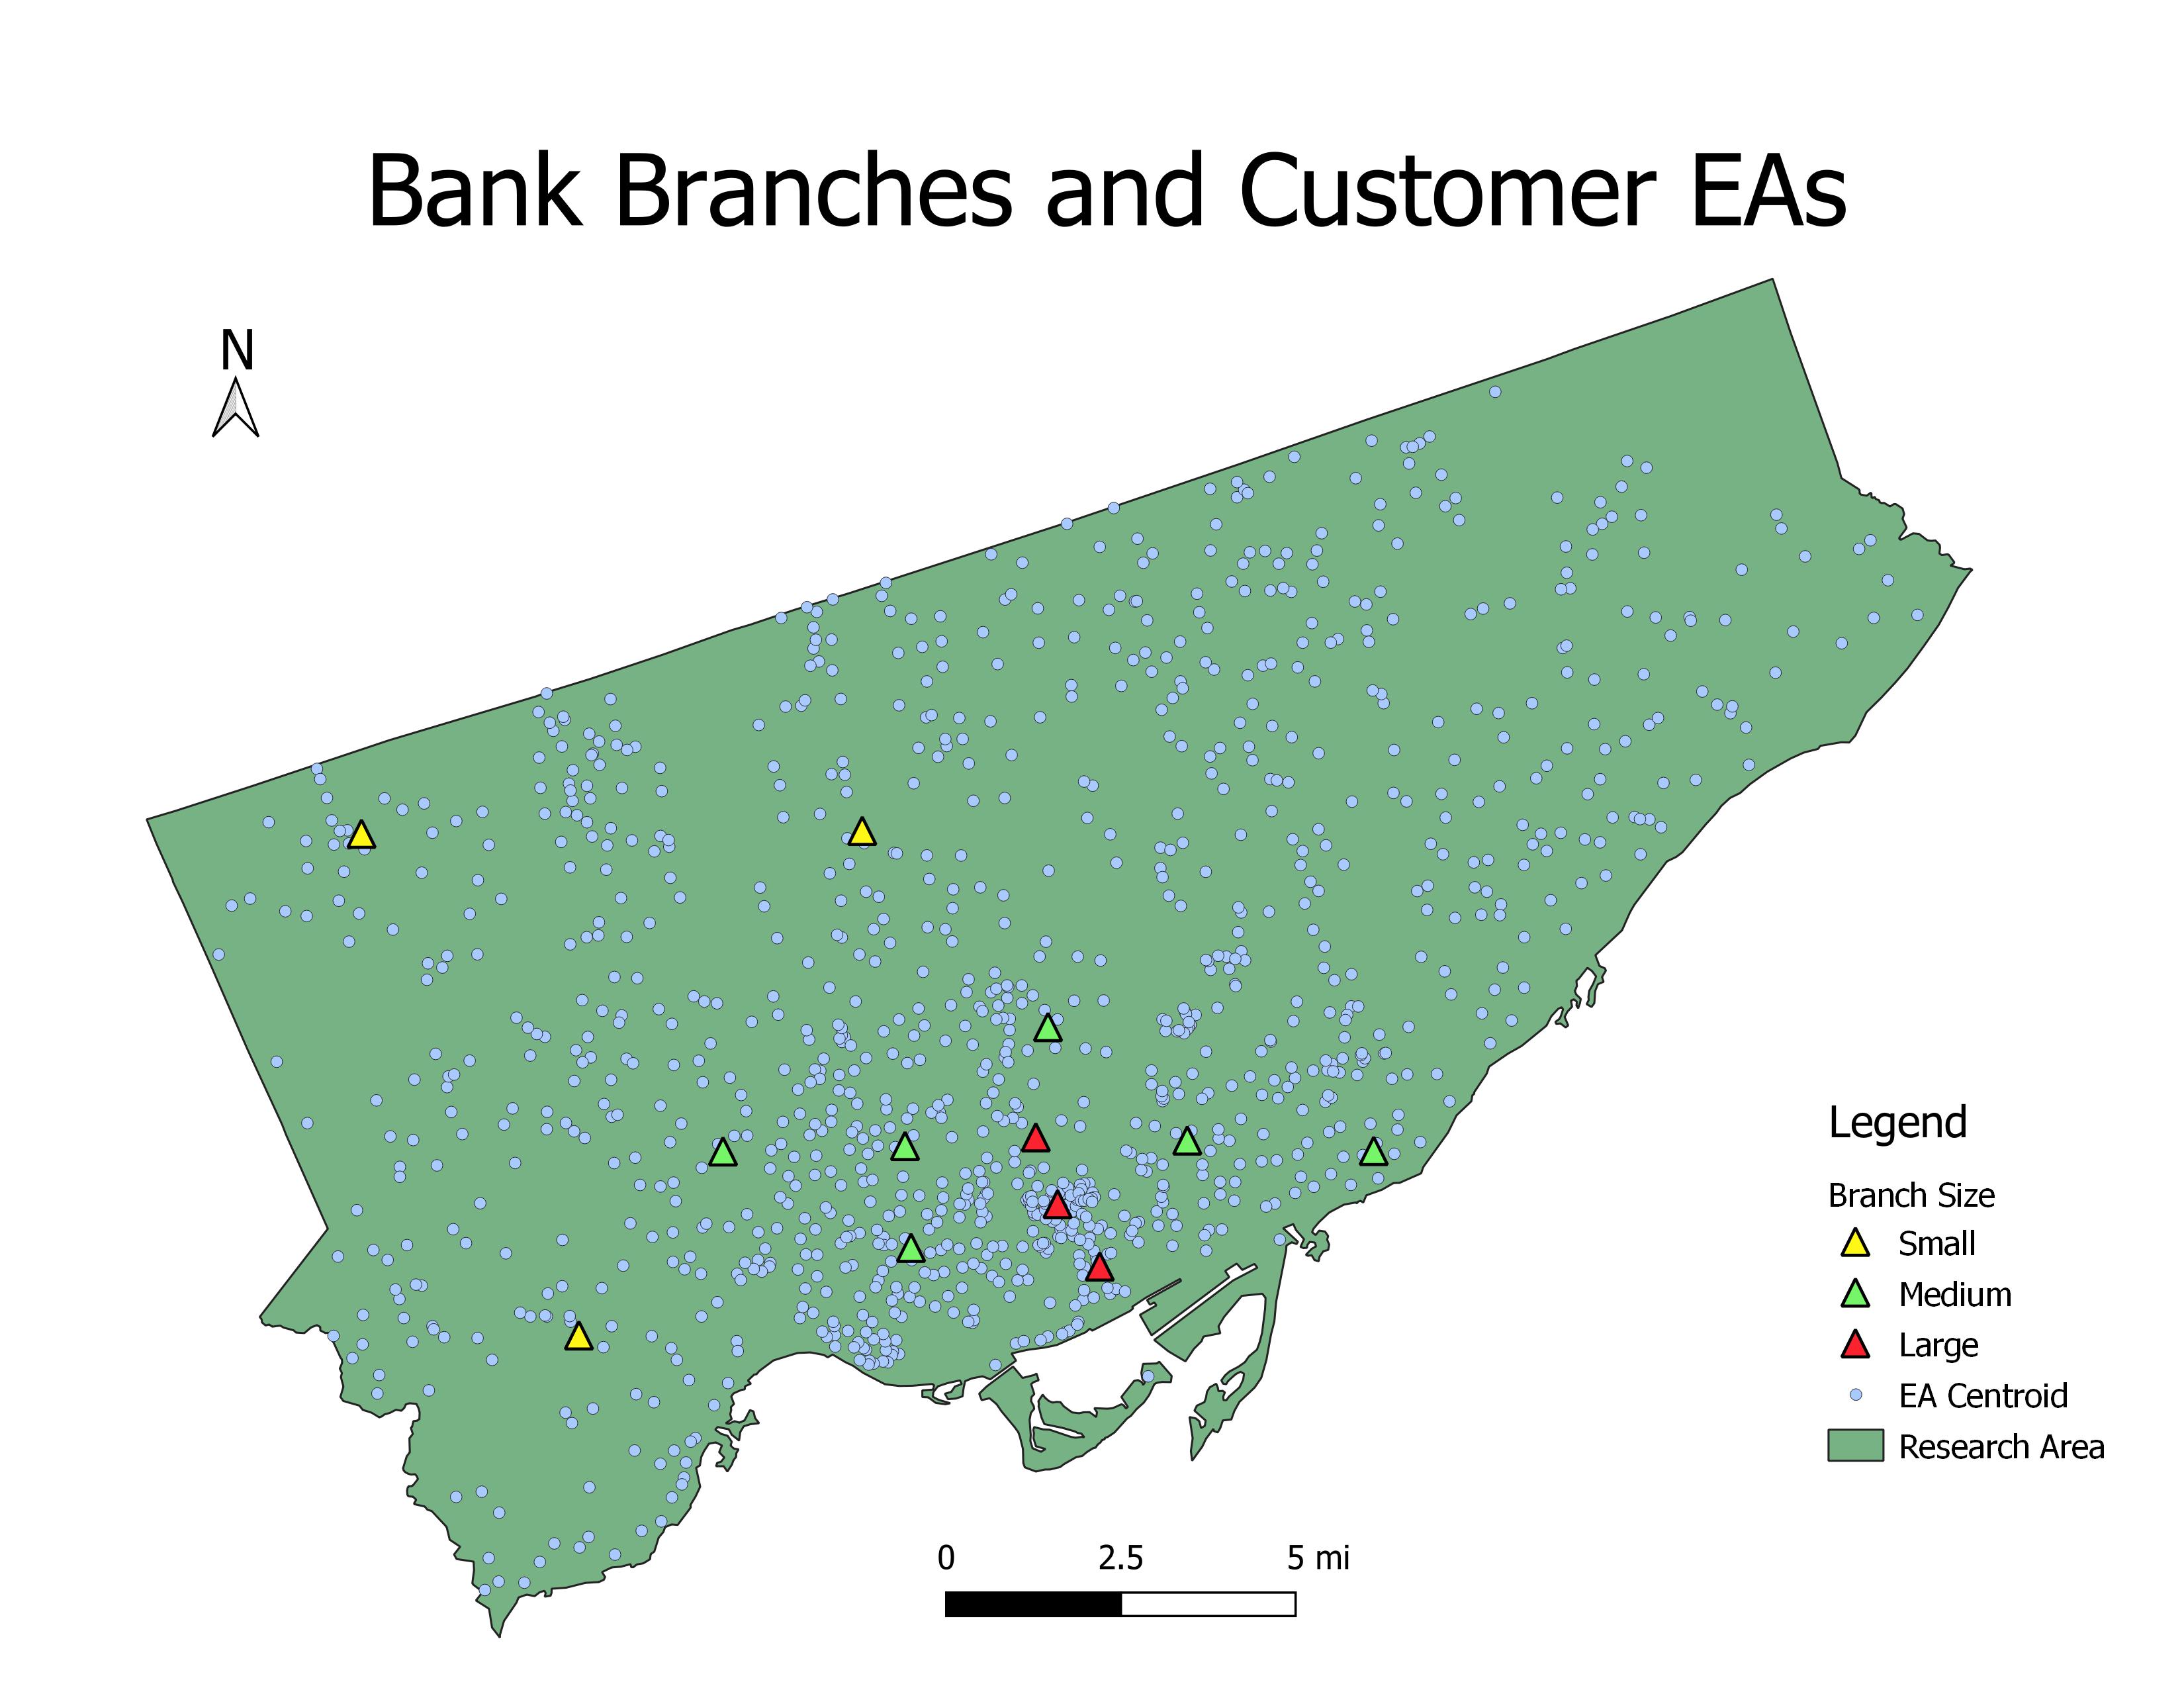 Bank Branches and Customer EAs
N
Legend
Branch Size
Small
Medium
Large
EA Centroid
Research Area
0 2.5 5 mi